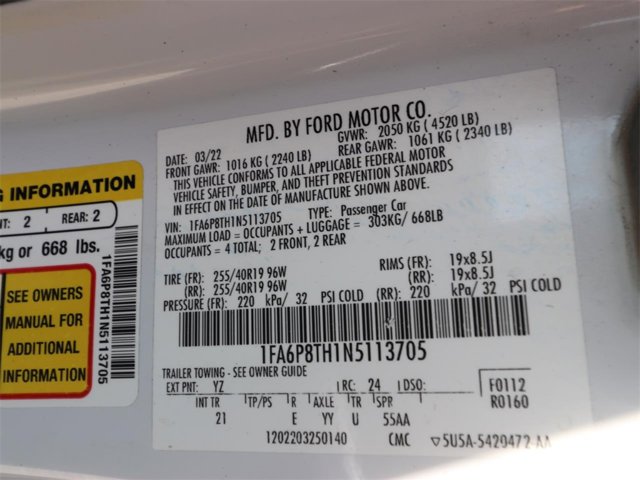 MFD. BY FORD MOTOR CO.
DATE: 03/22 GVWR: 2050 KG ( 4520 LB)
FRONT GAWR: 1016 KG ( 2240 LB) REAR GAWR: 1061 KG ( 2340 LB)
THIS VEHICLE CONFORMS TO ALL APPLICABLE FEDERAL MOTOR
VEHICLE SAFETY, BUMPER, AND THEFT PREVENTION STANDARDS
IN EFFECT ON THE DATE OF MANUFACTURE SHOWN ABOVE.
VIN: 1FA6P8TH1N5113705 TYPE: Passenger Car
MAXIMUM LOAD = OCCUPANTS + LUGGAGE = 303KG/ 668LB
OCCUPANTS = 4 TOTAL; 2 FRONT, 2 REAR
TIRE (FR): 255/40R19 96W RIMS (FR): 19x8.5J
(RR): 255/40R19 96W (RR): 19x8.5J
PRESSURE (FR): 220 kPa/ 32 PSI COLD (RR): 220 kPa/ 32 PSI COLD
1FA6P8TH1N5113705
TRAILER TOWING - SEE OWNER GUIDE
EXT PNT: YZ RC: 24 DSO: F0112
INT TR TP/PS R AXLE TR SPR R0160
21 E YY U 55AA
1202203250140 CMC 5U5A-5420472-AA
G INFORMATION
NT: 2 REAR: 2
kg or 668 lbs.
SEE OWNERS
MANUAL FOR
ADDITIONAL
INFORMATION
1FA6P8TH1N5113705